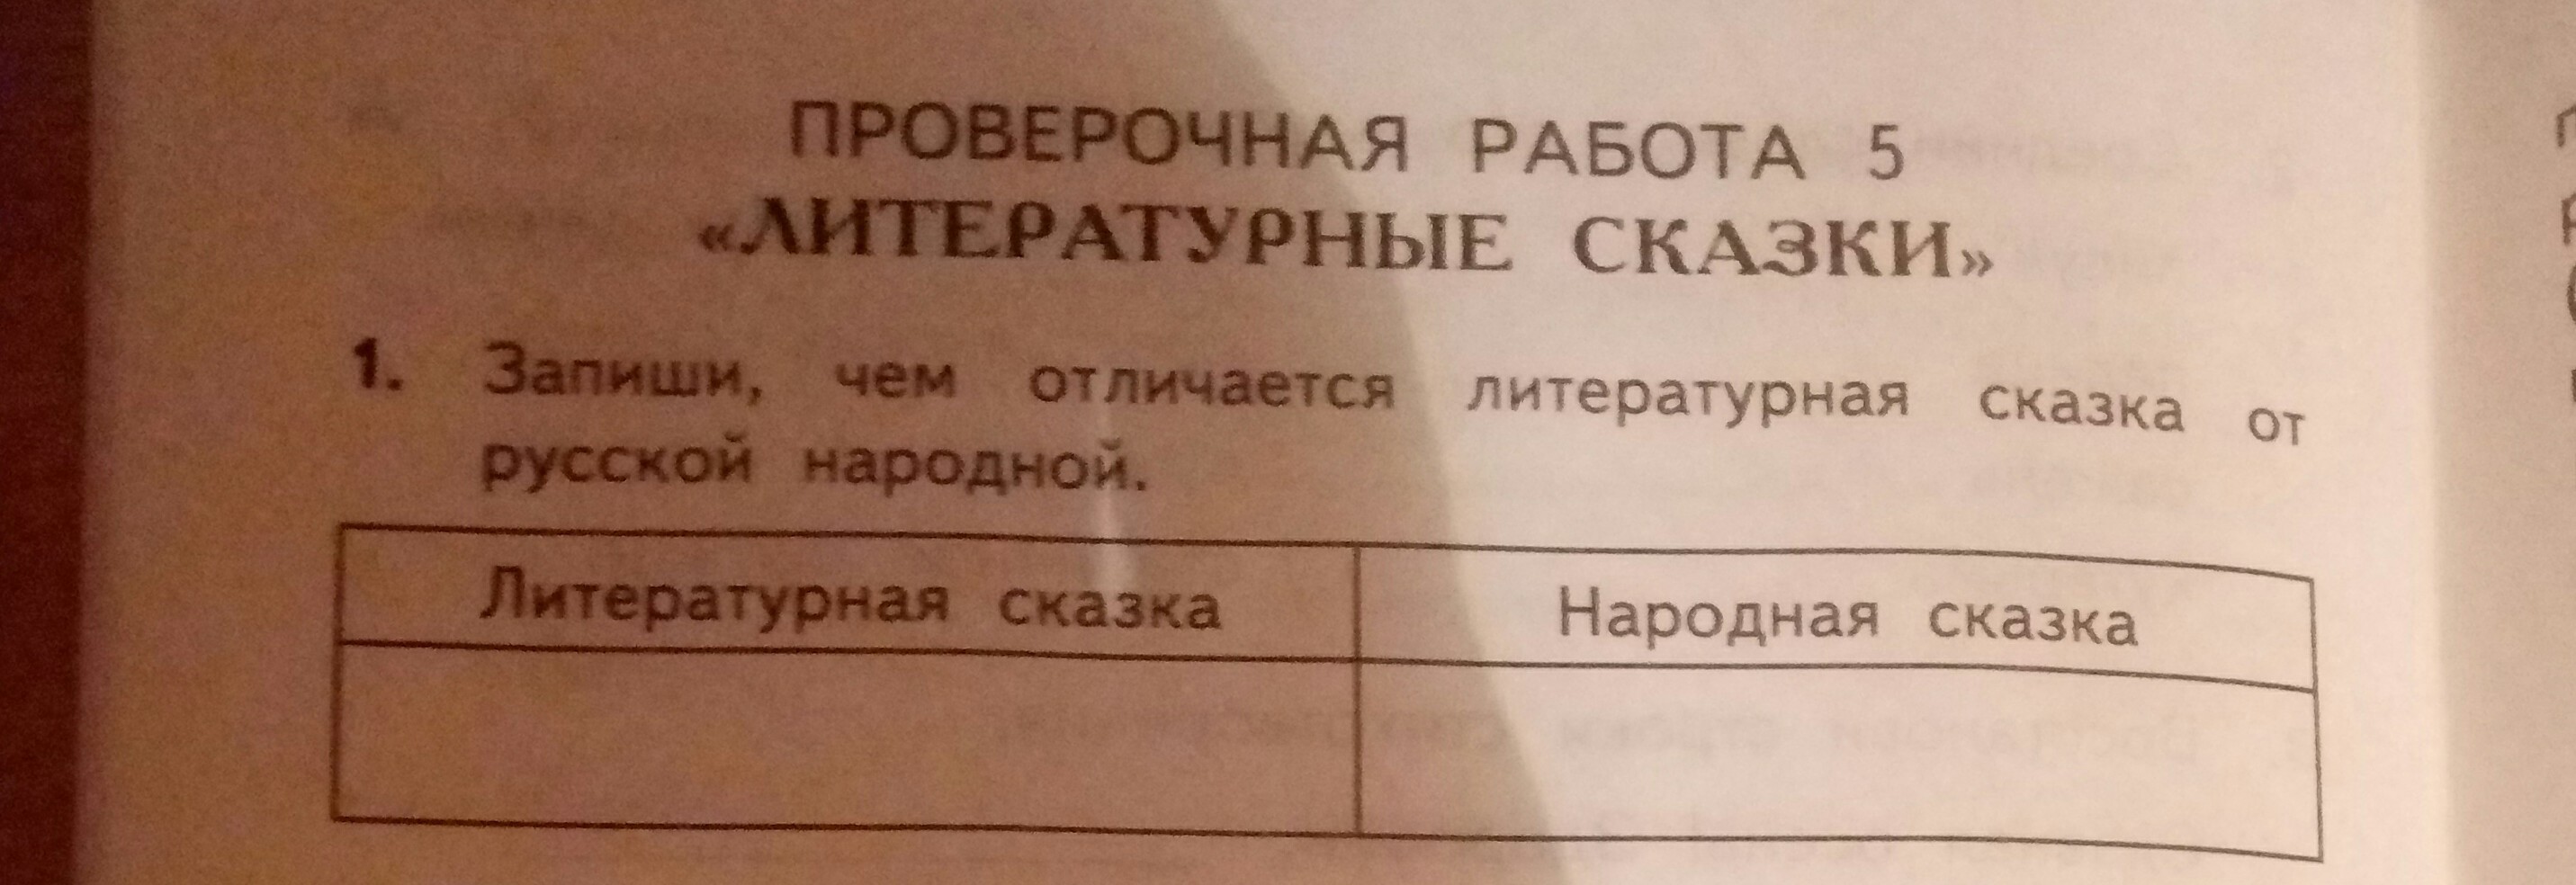 ПРОВЕРОЧНАЯ РАБОТА 5
«ЛИТЕРАТУРНЫЕ СКАЗКИ»
1. Запиши, чем отличается литературная сказка от
русской народной.
Литературная сказка Народная сказка